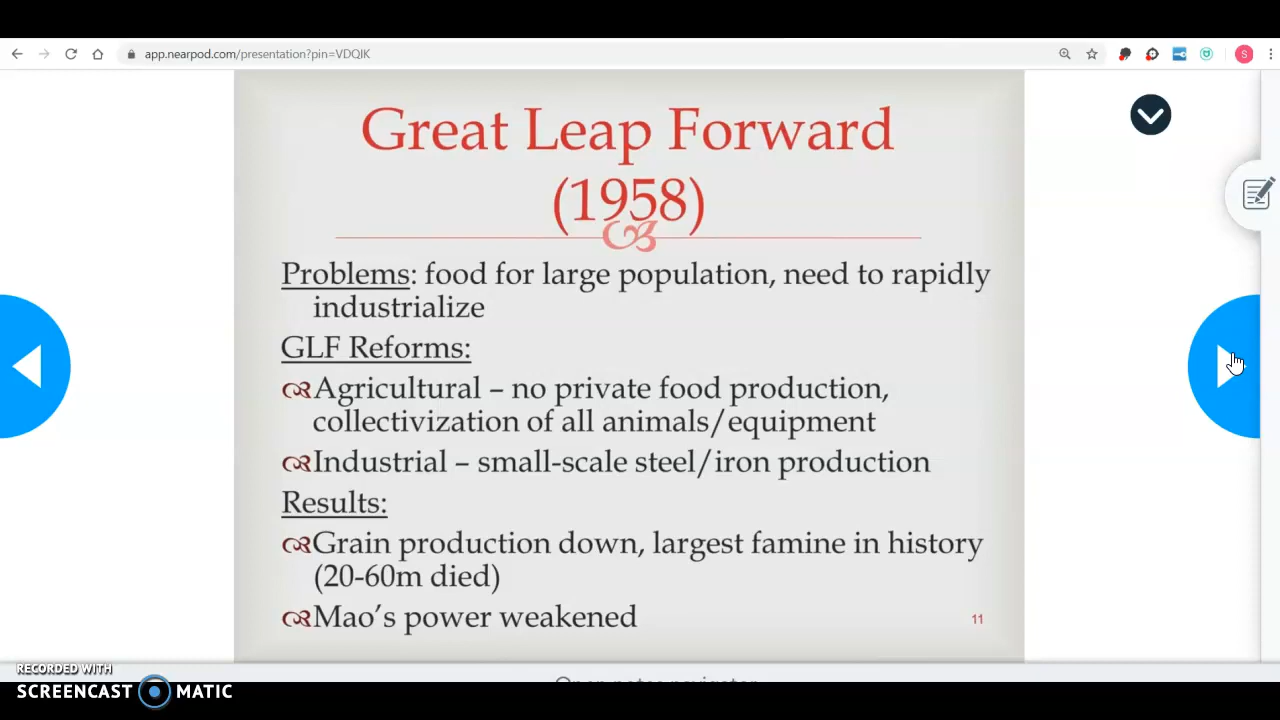 app.nearpod.com/presentation?pin=VDQIK
S
Great Leap Forward
(1958)
Problems: food for large population, need to rapidly
industrialize
GLF Reforms:
Agricultural – no private food production,
collectivization of all animals/equipment
Industrial – small-scale steel/iron production
Results:
Grain production down, largest famine in history
(20-60m died)
Mao's power weakened
11
RECORDED WITH
SCREENCAST MATIC